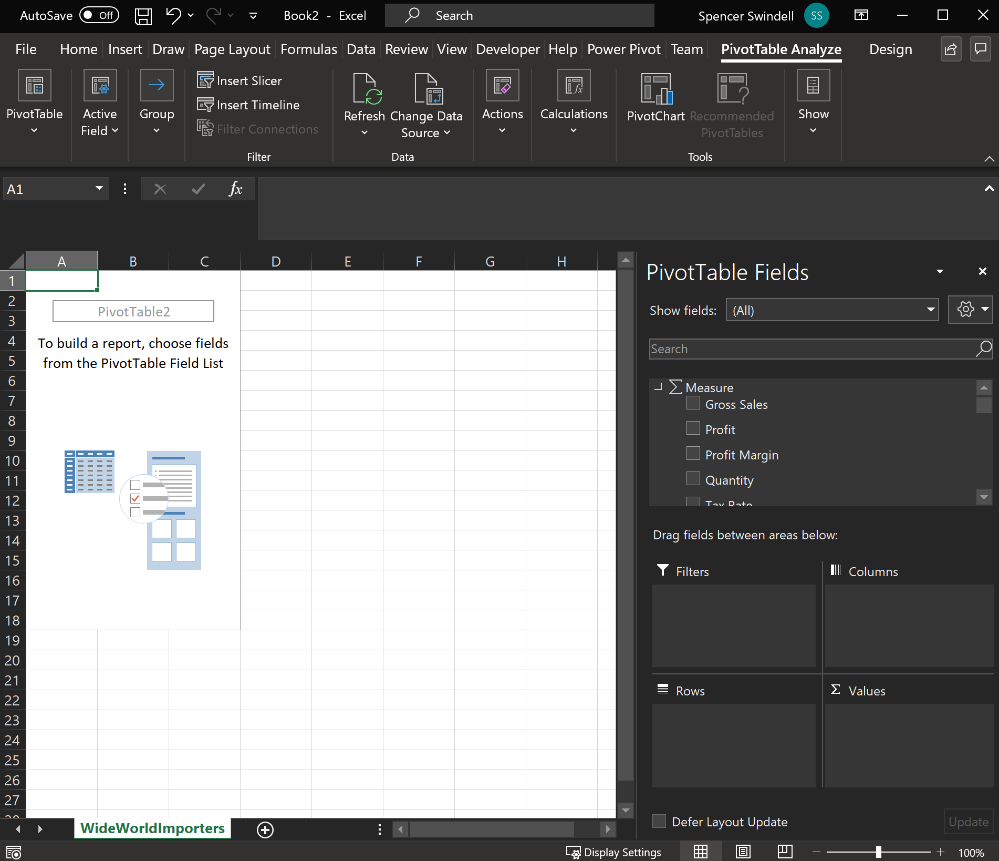 AutoSave Off Book2 - Excel Search Spencer Swindell SS
File Home Insert Draw Page Layout Formulas Data Review View Developer Help Power Pivot Team PivotTable Analyze Design
PivotTable
Active
Field
Group
Insert Slicer
Insert Timeline
Filter Connections
Filter
Refresh
Change Data
Source
Data
Actions
Calculations
PivotChart
Recommended
PivotTables
Tools
Show
A1
fx
A B C D E F G H
1
2
3
4
5
6
7
8
9
10
11
12
13
14
15
16
17
18
19
20
21
22
23
24
25
26
27
28
PivotTable2
To build a report, choose fields
from the PivotTable Field List
PivotTable Fields
Show fields: (All)
Search
Measure
Gross Sales
Profit
Profit Margin
Quantity
Tax Rate
Drag fields between areas below:
Filters
Columns
Rows
Σ Values
Defer Layout Update
Update
WideWorldImporters
Display Settings
100%